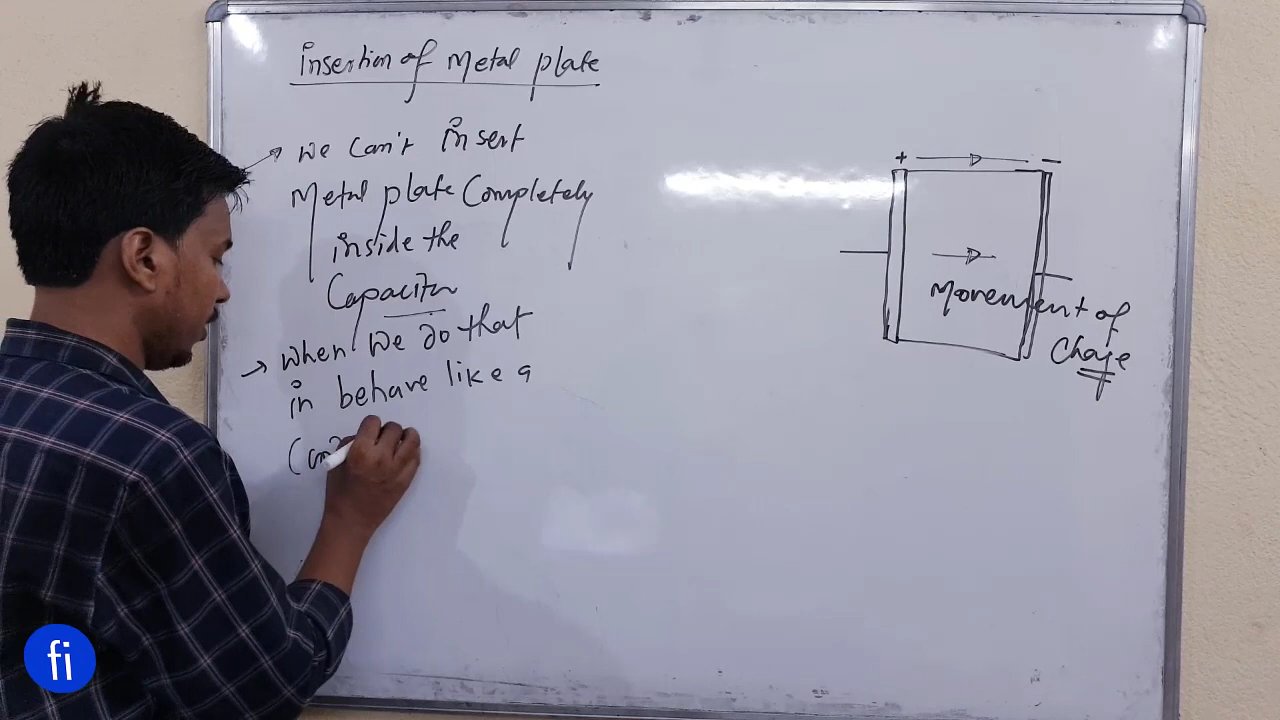 insertion of Metal plate
→ we can't insert
Metal plate Completely
inside the
Capacitor
→ when we do that
in behave like a
(on
+ → −
→
Movement of
Charge
fi